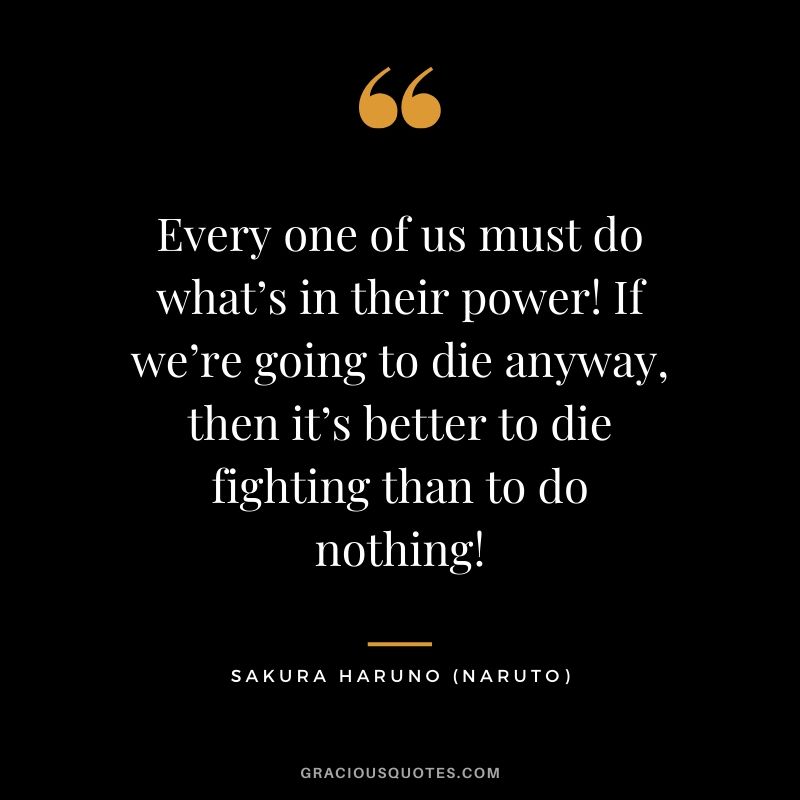 “
Every one of us must do
what’s in their power! If
we’re going to die anyway,
then it’s better to die
fighting than to do
nothing!
SAKURA HARUNO (NARUTO)
GRACIOUSQUOTES.COM